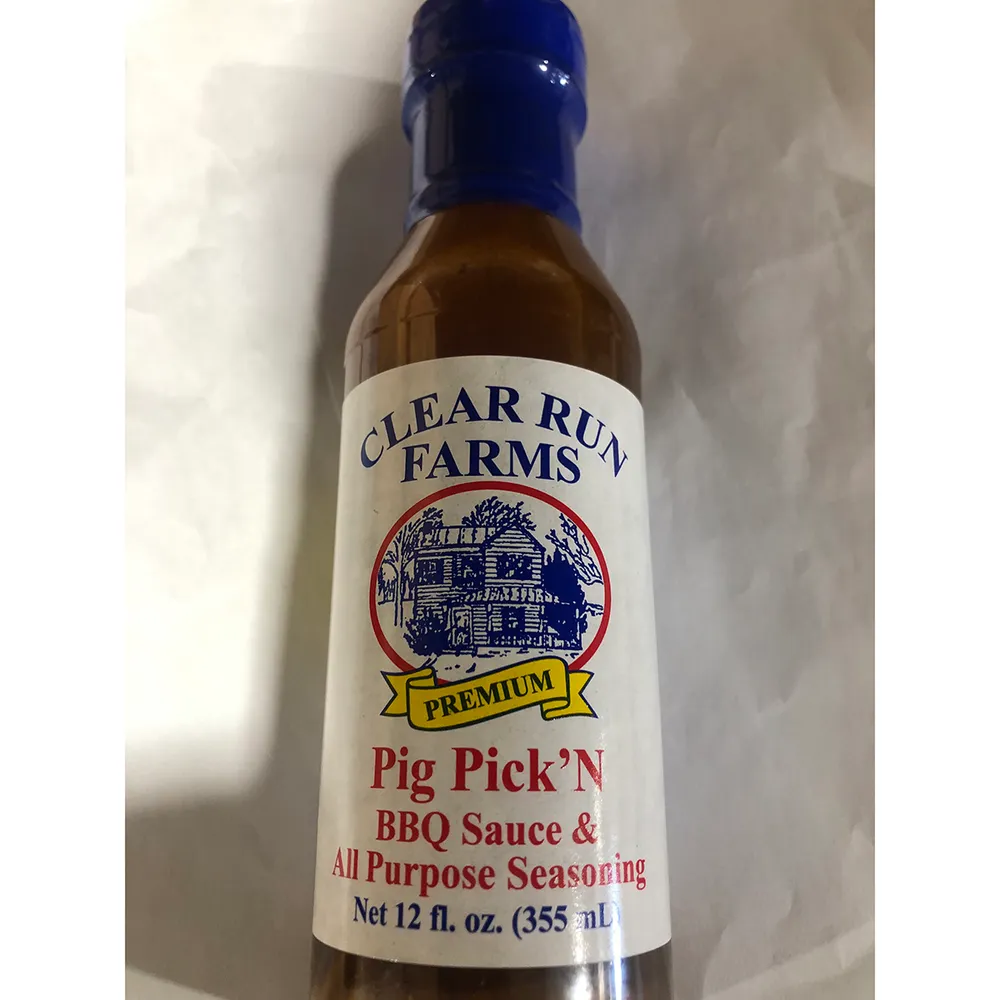 CLEAR RUN
FARMS
PREMIUM
Pig Pick'N
BBQ Sauce &
All Purpose Seasoning
Net 12 fl. oz. (355 mL)